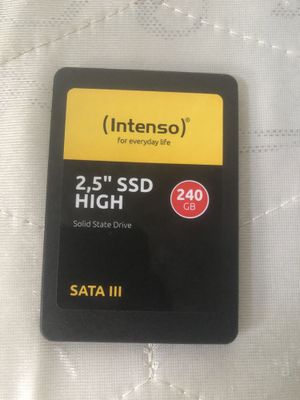 (Intenso)®
for everyday life
2,5" SSD
HIGH
Solid State Drive
240
GB
SATA III